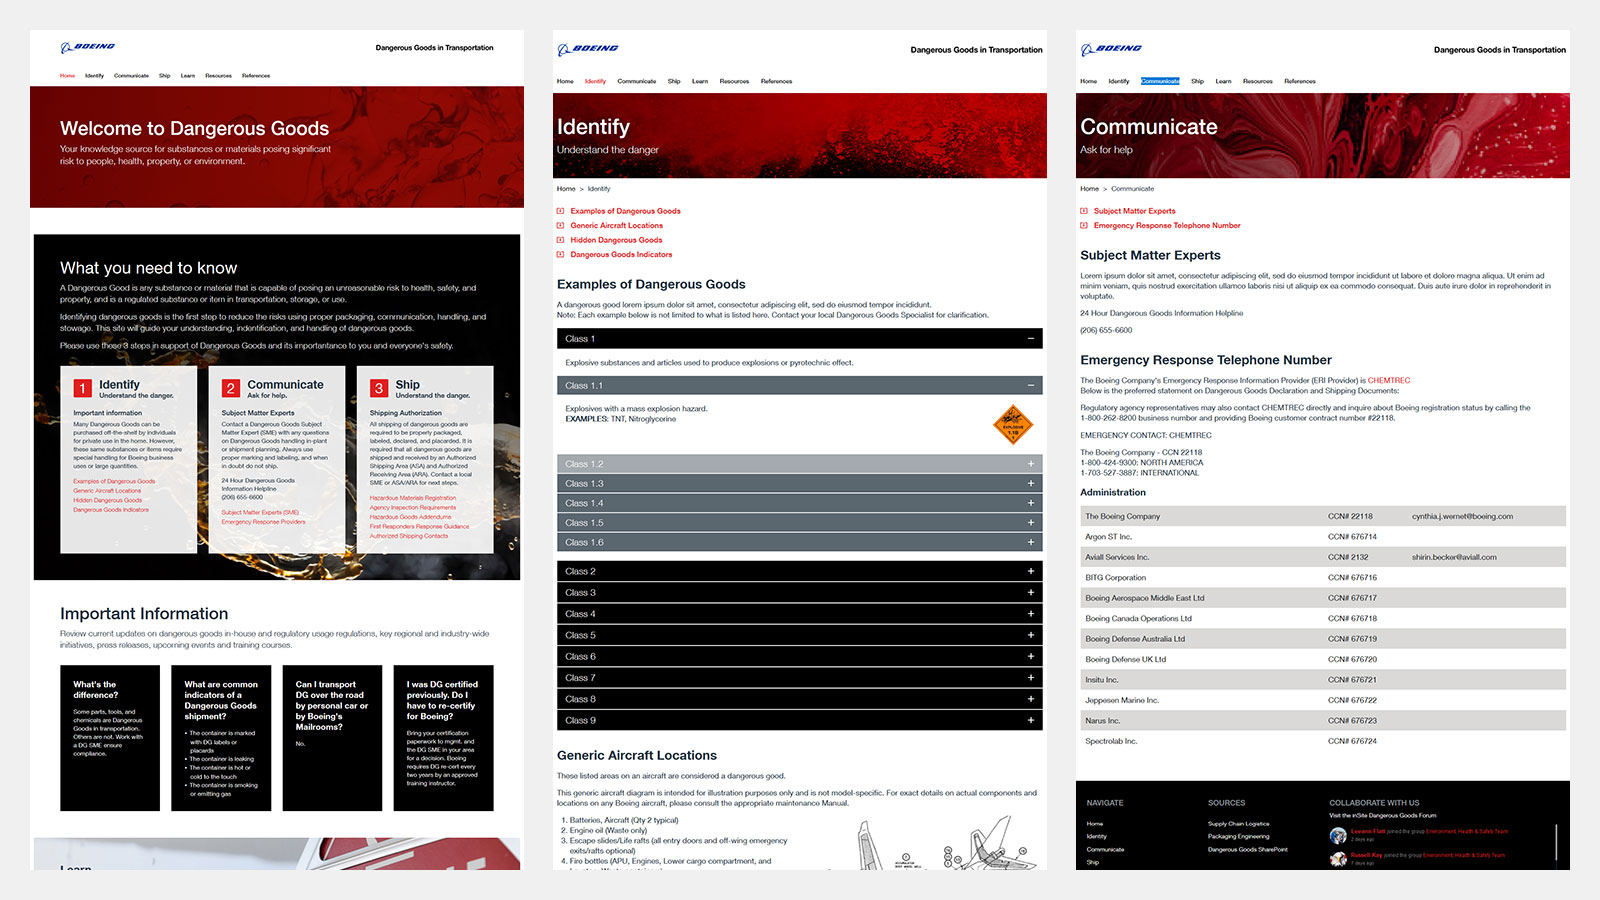 BOEING
Dangerous Goods in Transportation
Home Identify Communicate Ship Learn Resources References
Welcome to Dangerous Goods
Your knowledge source for substances or materials posing significant
risk to people, health, property, or environment.
What you need to know
A Dangerous Good is any substance or material that is capable of posing an unreasonable risk to health, safety, and
property, and is a regulated substance or item in transportation, storage, or use.
Identifying dangerous goods is the first step to reduce the risks using proper packaging, communication, handling, and
stowage. This site will guide your understanding, indentification, and handling of dangerous goods.
Please use these 3 steps in support of Dangerous Goods and its importantance to you and everyone's safety.
1 Identify
Understand the danger.
Important information
Many Dangerous Goods can be
purchased off-the-shelf by individuals
for private use in the home. However,
these same substances or items require
special handling for Boeing business
uses or large quantities.
Examples of Dangerous Goods
Generic Aircraft Locations
Hidden Dangerous Goods
Dangerous Goods Indicators
2 Communicate
Ask for help.
Subject Matter Experts
Contact a Dangerous Goods Subject
Matter Expert (SME) with any questions
on Dangerous Goods handling in-plant
or shipment planning. Always use
proper marking and labeling, and when
in doubt do not ship.
24 Hour Dangerous Goods
Information Helpline
(206) 655-6600
Subject Matter Experts (SME)
Emergency Response Providers
3 Ship
Understand the danger.
Shipping Authorization
All shipping of dangerous goods are
required to be properly packaged,
labeled, declared, and placarded. It is
required that all dangerous goods are
shipped and received by an Authorized
Shipping Area (ASA) and Authorized
Receiving Area (ARA). Contact a local
SME or ASA/ARA for next steps.
Hazardous Materials Registration
Agency Inspection Requirements
Hazardous Goods Addendums
First Responders Response Guidance
Authorized Shipping Contacts
Important Information
Review current updates on dangerous goods in-house and regulatory usage regulations, key regional and industry-wide
initiatives, press releases, upcoming events and training courses.
What's the
difference?
Some parts, tools, and
chemicals are Dangerous
Goods in transportation.
Others are not. Work with
a DG SME ensure
compliance.
What are common
indicators of a
Dangerous Goods
shipment?
• The container is marked
with DG labels or
placards
• The container is leaking
• The container is hot or
cold to the touch
• The container is smoking
or emitting gas
Can I transport
DG over the road
by personal car or
by Boeing's
Mailrooms?
No.
I was DG certified
previously. Do I
have to re-certify
for Boeing?
Bring your certification
paperwork to mgmt. and
the DG SME in your area
for a decision. Boeing
requires DG re-cert every
two years by an approved
training instructor.
Learn
BOEING
Dangerous Goods in Transportation
Home Identify Communicate Ship Learn Resources References
Identify
Understand the danger
Home > Identify
Examples of Dangerous Goods
Generic Aircraft Locations
Hidden Dangerous Goods
Dangerous Goods Indicators
Examples of Dangerous Goods
A dangerous good lorem ipsum dolor sit amet, consectetur adipiscing elit, sed do eiusmod tempor incididunt.
Note: Each example below is not limited to what is listed here. Contact your local Dangerous Goods Specialist for clarification.
Class 1 −
Explosive substances and articles used to produce explosions or pyrotechnic effect.
Class 1.1 −
Explosives with a mass explosion hazard.
EXAMPLES: TNT, Nitroglycerine
EXPLOSIVE
1.1B
1
Class 1.2 +
Class 1.3 +
Class 1.4 +
Class 1.5 +
Class 1.6 +
Class 2 +
Class 3 +
Class 4 +
Class 5 +
Class 6 +
Class 7 +
Class 8 +
Class 9 +
Generic Aircraft Locations
These listed areas on an aircraft are considered a dangerous good.
This generic aircraft diagram is intended for illustration purposes only and is not model-specific. For exact details on actual components and
locations on any Boeing aircraft, please consult the appropriate maintenance Manual.
1. Batteries, Aircraft (Qty 2 typical)
2. Engine oil (Waste only)
3. Escape slides/Life rafts (all entry doors and off-wing emergency
exits/rafts optional)
4. Fire bottles (APU, Engines, Lower cargo compartment, and
BOEING
Dangerous Goods in Transportation
Home Identify Communicate Ship Learn Resources References
Communicate
Ask for help
Home > Communicate
Subject Matter Experts
Emergency Response Telephone Number
Subject Matter Experts
Lorem ipsum dolor sit amet, consectetur adipiscing elit, sed do eiusmod tempor incididunt ut labore et dolore magna aliqua. Ut enim ad
minim veniam, quis nostrud exercitation ullamco laboris nisi ut aliquip ex ea commodo consequat. Duis aute irure dolor in reprehenderit in
voluptate.
24 Hour Dangerous Goods Information Helpline
(206) 655-6600
Emergency Response Telephone Number
The Boeing Company's Emergency Response Information Provider (ERI Provider) is CHEMTREC
Below is the preferred statement on Dangerous Goods Declaration and Shipping Documents:
Regulatory agency representatives may also contact CHEMTREC directly and inquire about Boeing registration status by calling the
1-800-262-8200 business number and providing Boeing customer contract number #22118.
EMERGENCY CONTACT: CHEMTREC
The Boeing Company - CCN 22118
1-800-424-9300: NORTH AMERICA
1-703-527-3887: INTERNATIONAL
Administration
The Boeing Company CCN# 22118 cynthia.j.wernet@boeing.com
Argon ST Inc. CCN# 676714
Aviall Services Inc. CCN# 2132 shirin.becker@aviall.com
BITG Corporation CCN# 676716
Boeing Aerospace Middle East Ltd CCN# 676717
Boeing Canada Operations Ltd CCN# 676718
Boeing Defense Australia Ltd CCN# 676719
Boeing Defense UK Ltd CCN# 676720
Insitu Inc. CCN# 676721
Jeppesen Marine Inc. CCN# 676722
Narus Inc. CCN# 676723
Spectrolab Inc. CCN# 676724
NAVIGATE
Home
Identity
Communicate
Ship
SOURCES
Supply Chain Logistics
Packaging Engineering
Dangerous Goods SharePoint
COLLABORATE WITH US
Visit the inSite Dangerous Goods Forum
Leeann Flatt joined the group Environment, Health & Safety Team
2 days ago
Russell Kay joined the group Environment, Health & Safety Team
7 days ago